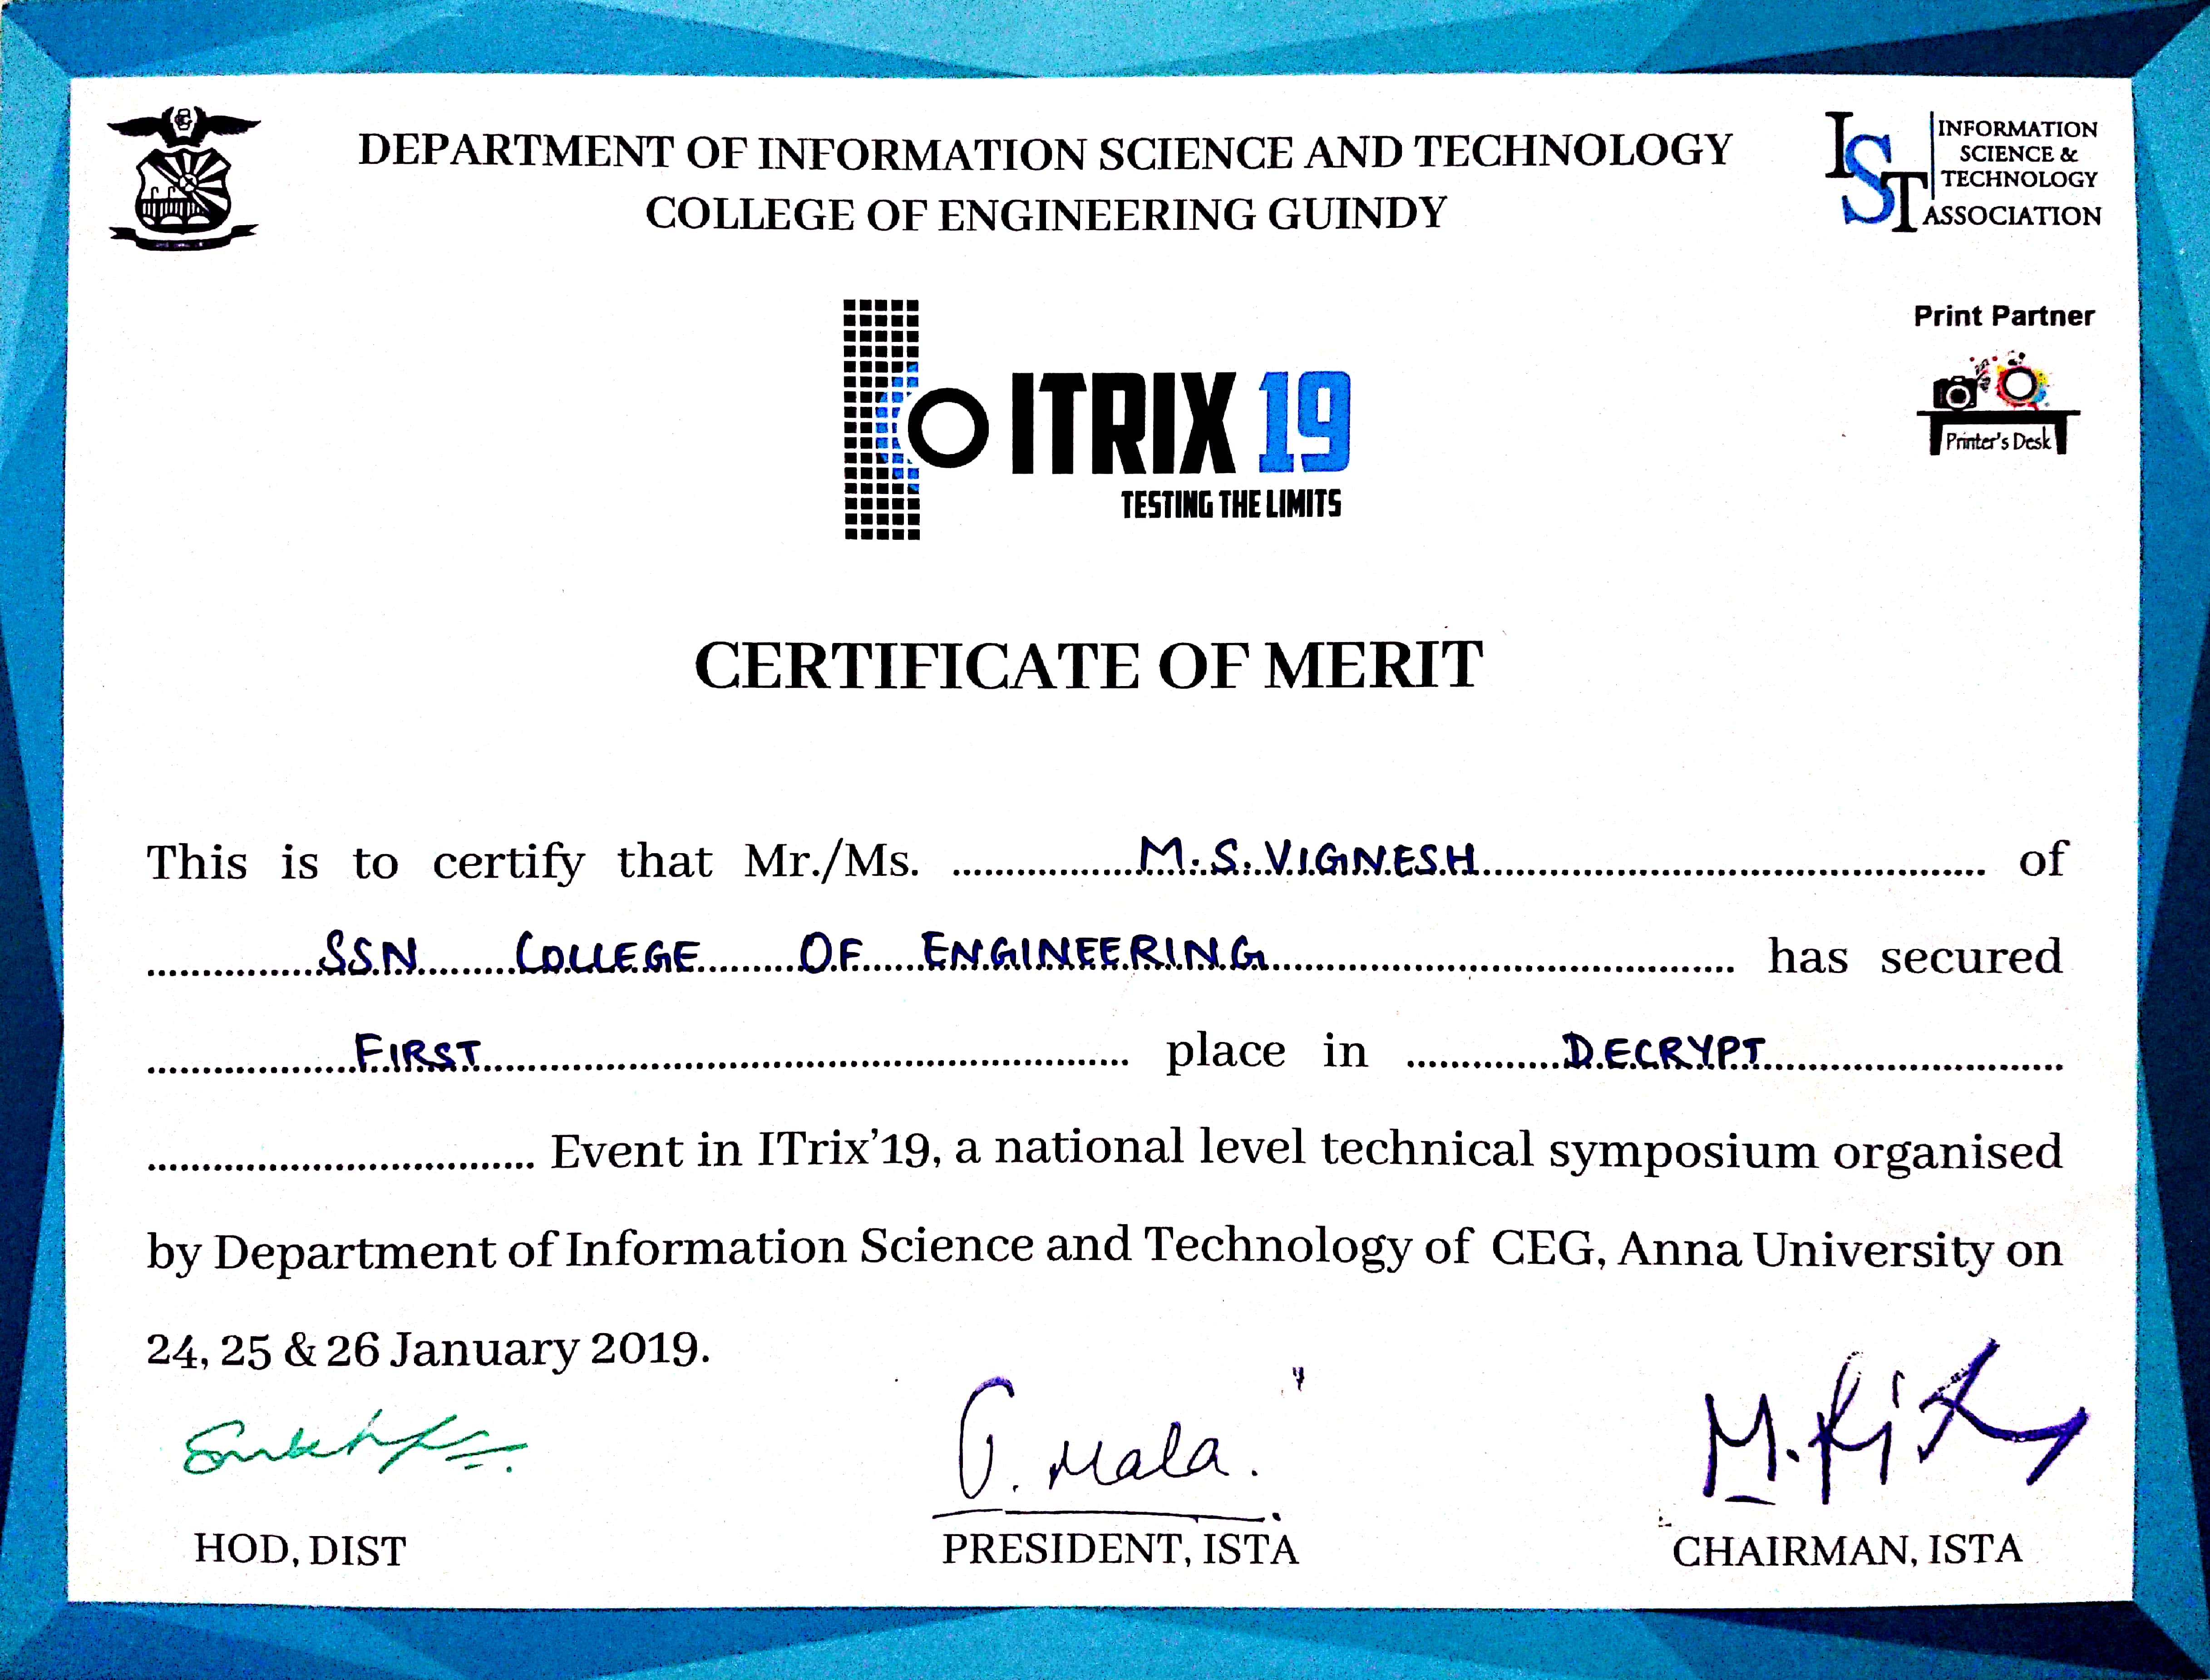 DEPARTMENT OF INFORMATION SCIENCE AND TECHNOLOGY
COLLEGE OF ENGINEERING GUINDY
IST
INFORMATION
SCIENCE &
TECHNOLOGY
ASSOCIATION
Print Partner
Printer's Desk
ITRIX 19
TESTING THE LIMITS
CERTIFICATE OF MERIT
This is to certify that Mr./Ms. M.S.VIGNESH of
SSN COLLEGE OF ENGINEERING has secured
FIRST place in DECRYPT
Event in ITrix'19, a national level technical symposium organised
by Department of Information Science and Technology of CEG, Anna University on
24, 25 & 26 January 2019.
Mala.
HOD, DIST
PRESIDENT, ISTA
CHAIRMAN, ISTA